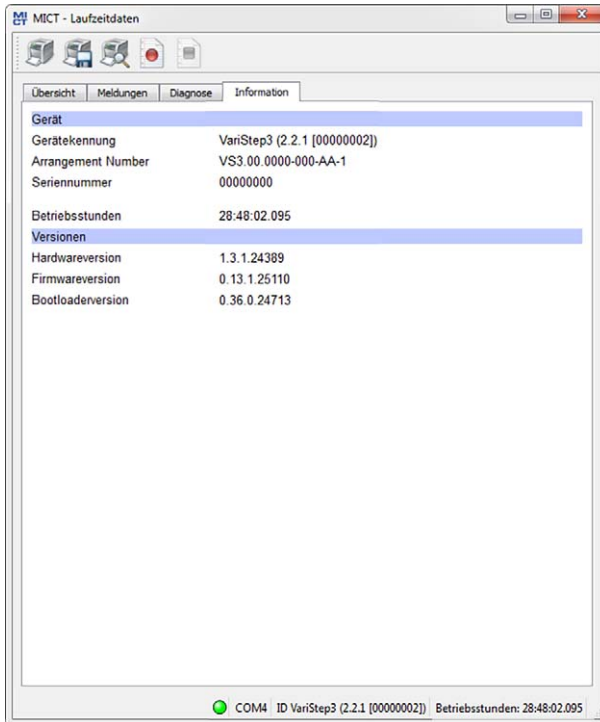 MICT MICT - Laufzeitdaten
Übersicht Meldungen Diagnose Information
Gerät
Gerätekennung VariStep3 (2.2.1 [00000002])
Arrangement Number VS3.00.0000-000-AA-1
Seriennummer 00000000
Betriebsstunden 28:48:02.095
Versionen
Hardwareversion 1.3.1.24389
Firmwareversion 0.13.1.25110
Bootloaderversion 0.36.0.24713
COM4 ID VariStep3 (2.2.1 [00000002]) Betriebsstunden: 28:48:02.095